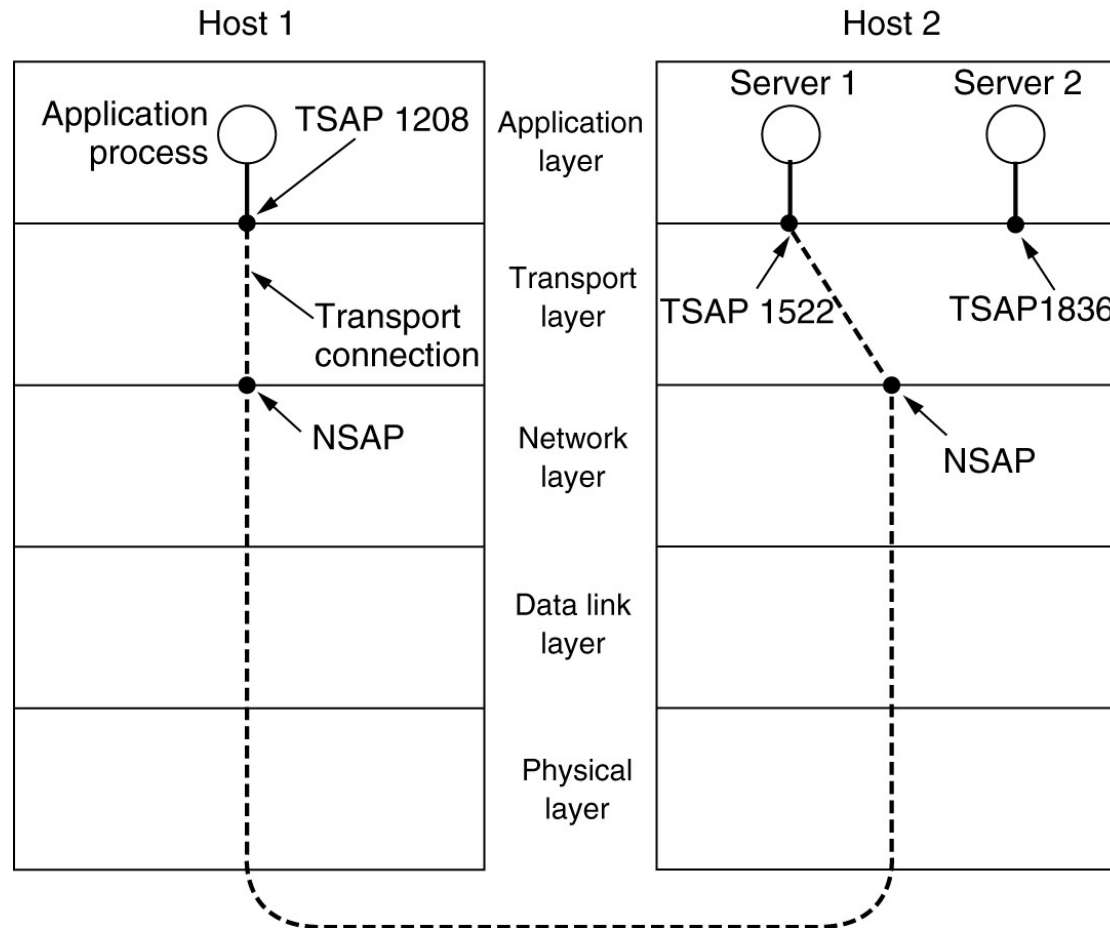 Host 1
Host 2
Application
process
TSAP 1208
Application
layer
Server 1
Server 2
Transport
connection
Transport
layer
TSAP 1522
TSAP1836
NSAP
Network
layer
NSAP
Data link
layer
Physical
layer